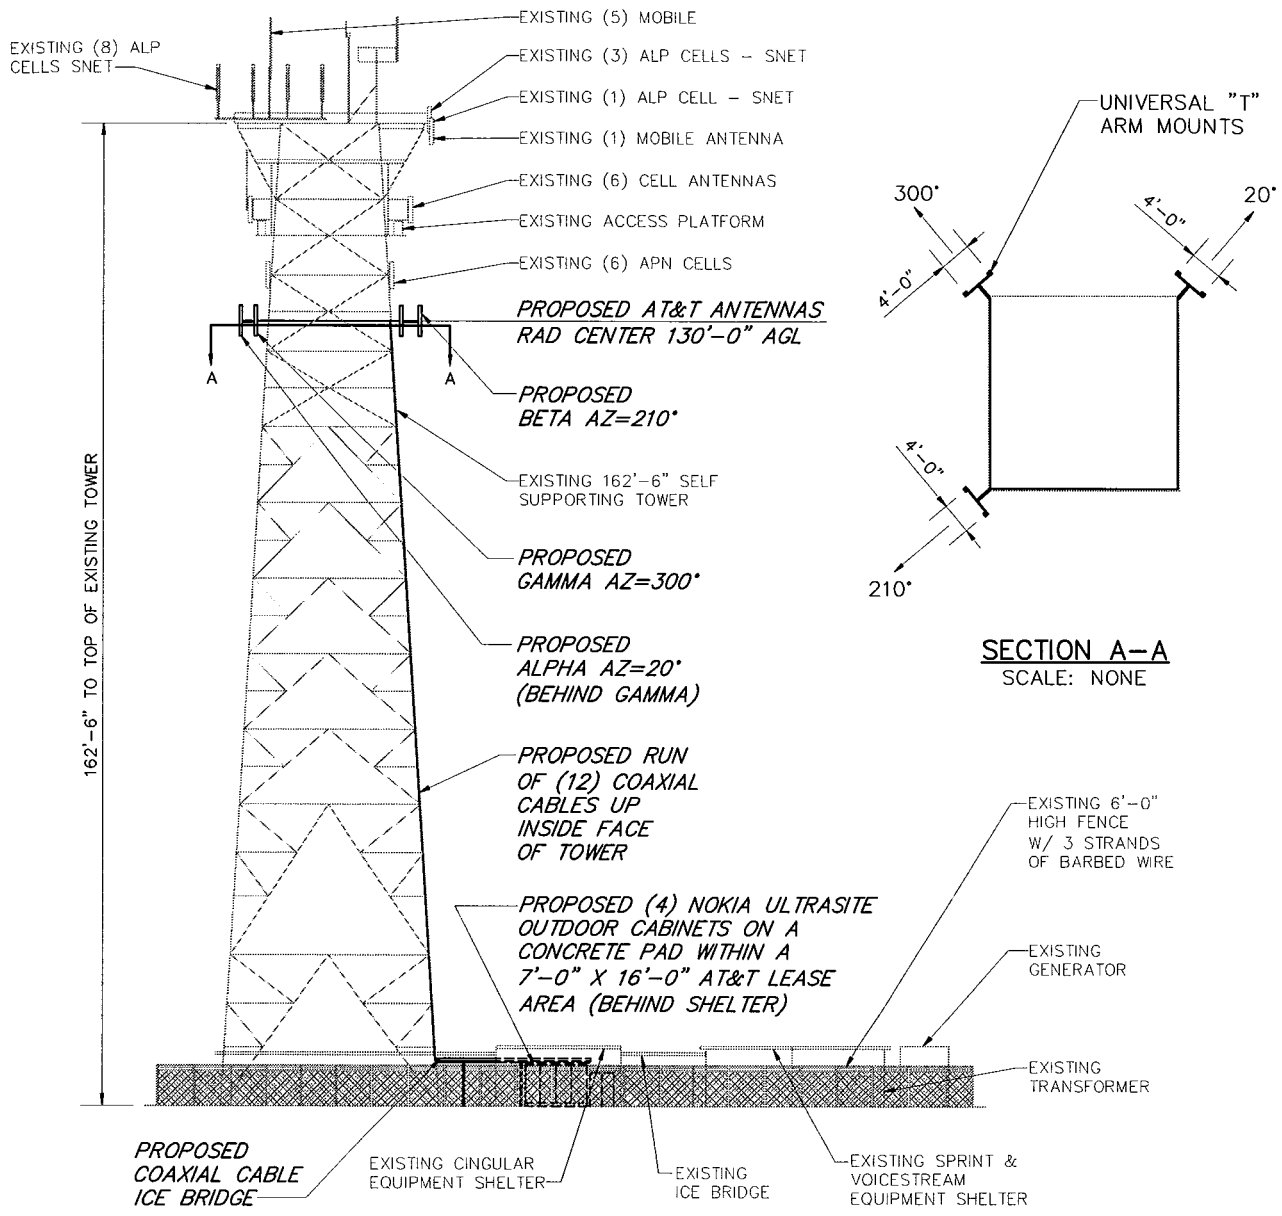 EXISTING (8) ALP
CELLS SNET
EXISTING (5) MOBILE
EXISTING (3) ALP CELLS - SNET
EXISTING (1) ALP CELL - SNET
EXISTING (1) MOBILE ANTENNA
EXISTING (6) CELL ANTENNAS
EXISTING ACCESS PLATFORM
EXISTING (6) APN CELLS
PROPOSED AT&T ANTENNAS
RAD CENTER 130'-0" AGL
A
A
PROPOSED
BETA AZ=210°
EXISTING 162'-6" SELF
SUPPORTING TOWER
PROPOSED
GAMMA AZ=300°
PROPOSED
ALPHA AZ=20°
(BEHIND GAMMA)
PROPOSED RUN
OF (12) COAXIAL
CABLES UP
INSIDE FACE
OF TOWER
PROPOSED (4) NOKIA ULTRASITE
OUTDOOR CABINETS ON A
CONCRETE PAD WITHIN A
7'-0" X 16'-0" AT&T LEASE
AREA (BEHIND SHELTER)
162'-6" TO TOP OF EXISTING TOWER
UNIVERSAL "T"
ARM MOUNTS
300°
4'-0"
4'-0"
20°
4'-0"
210°
SECTION A-A
SCALE: NONE
EXISTING 6'-0"
HIGH FENCE
W/ 3 STRANDS
OF BARBED WIRE
EXISTING
GENERATOR
EXISTING
TRANSFORMER
PROPOSED
COAXIAL CABLE
ICE BRIDGE
EXISTING CINGULAR
EQUIPMENT SHELTER
EXISTING
ICE BRIDGE
EXISTING SPRINT &
VOICESTREAM
EQUIPMENT SHELTER